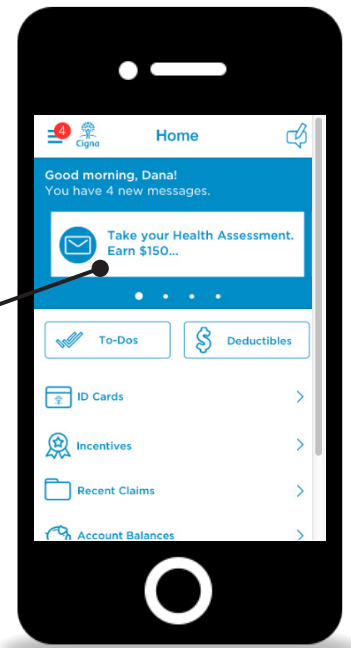 4
Cigna
Home
Good morning, Dana!
You have 4 new messages.
Take your Health Assessment.
Earn $150...
To-Dos
Deductibles
ID Cards
Incentives
Recent Claims
Account Balances